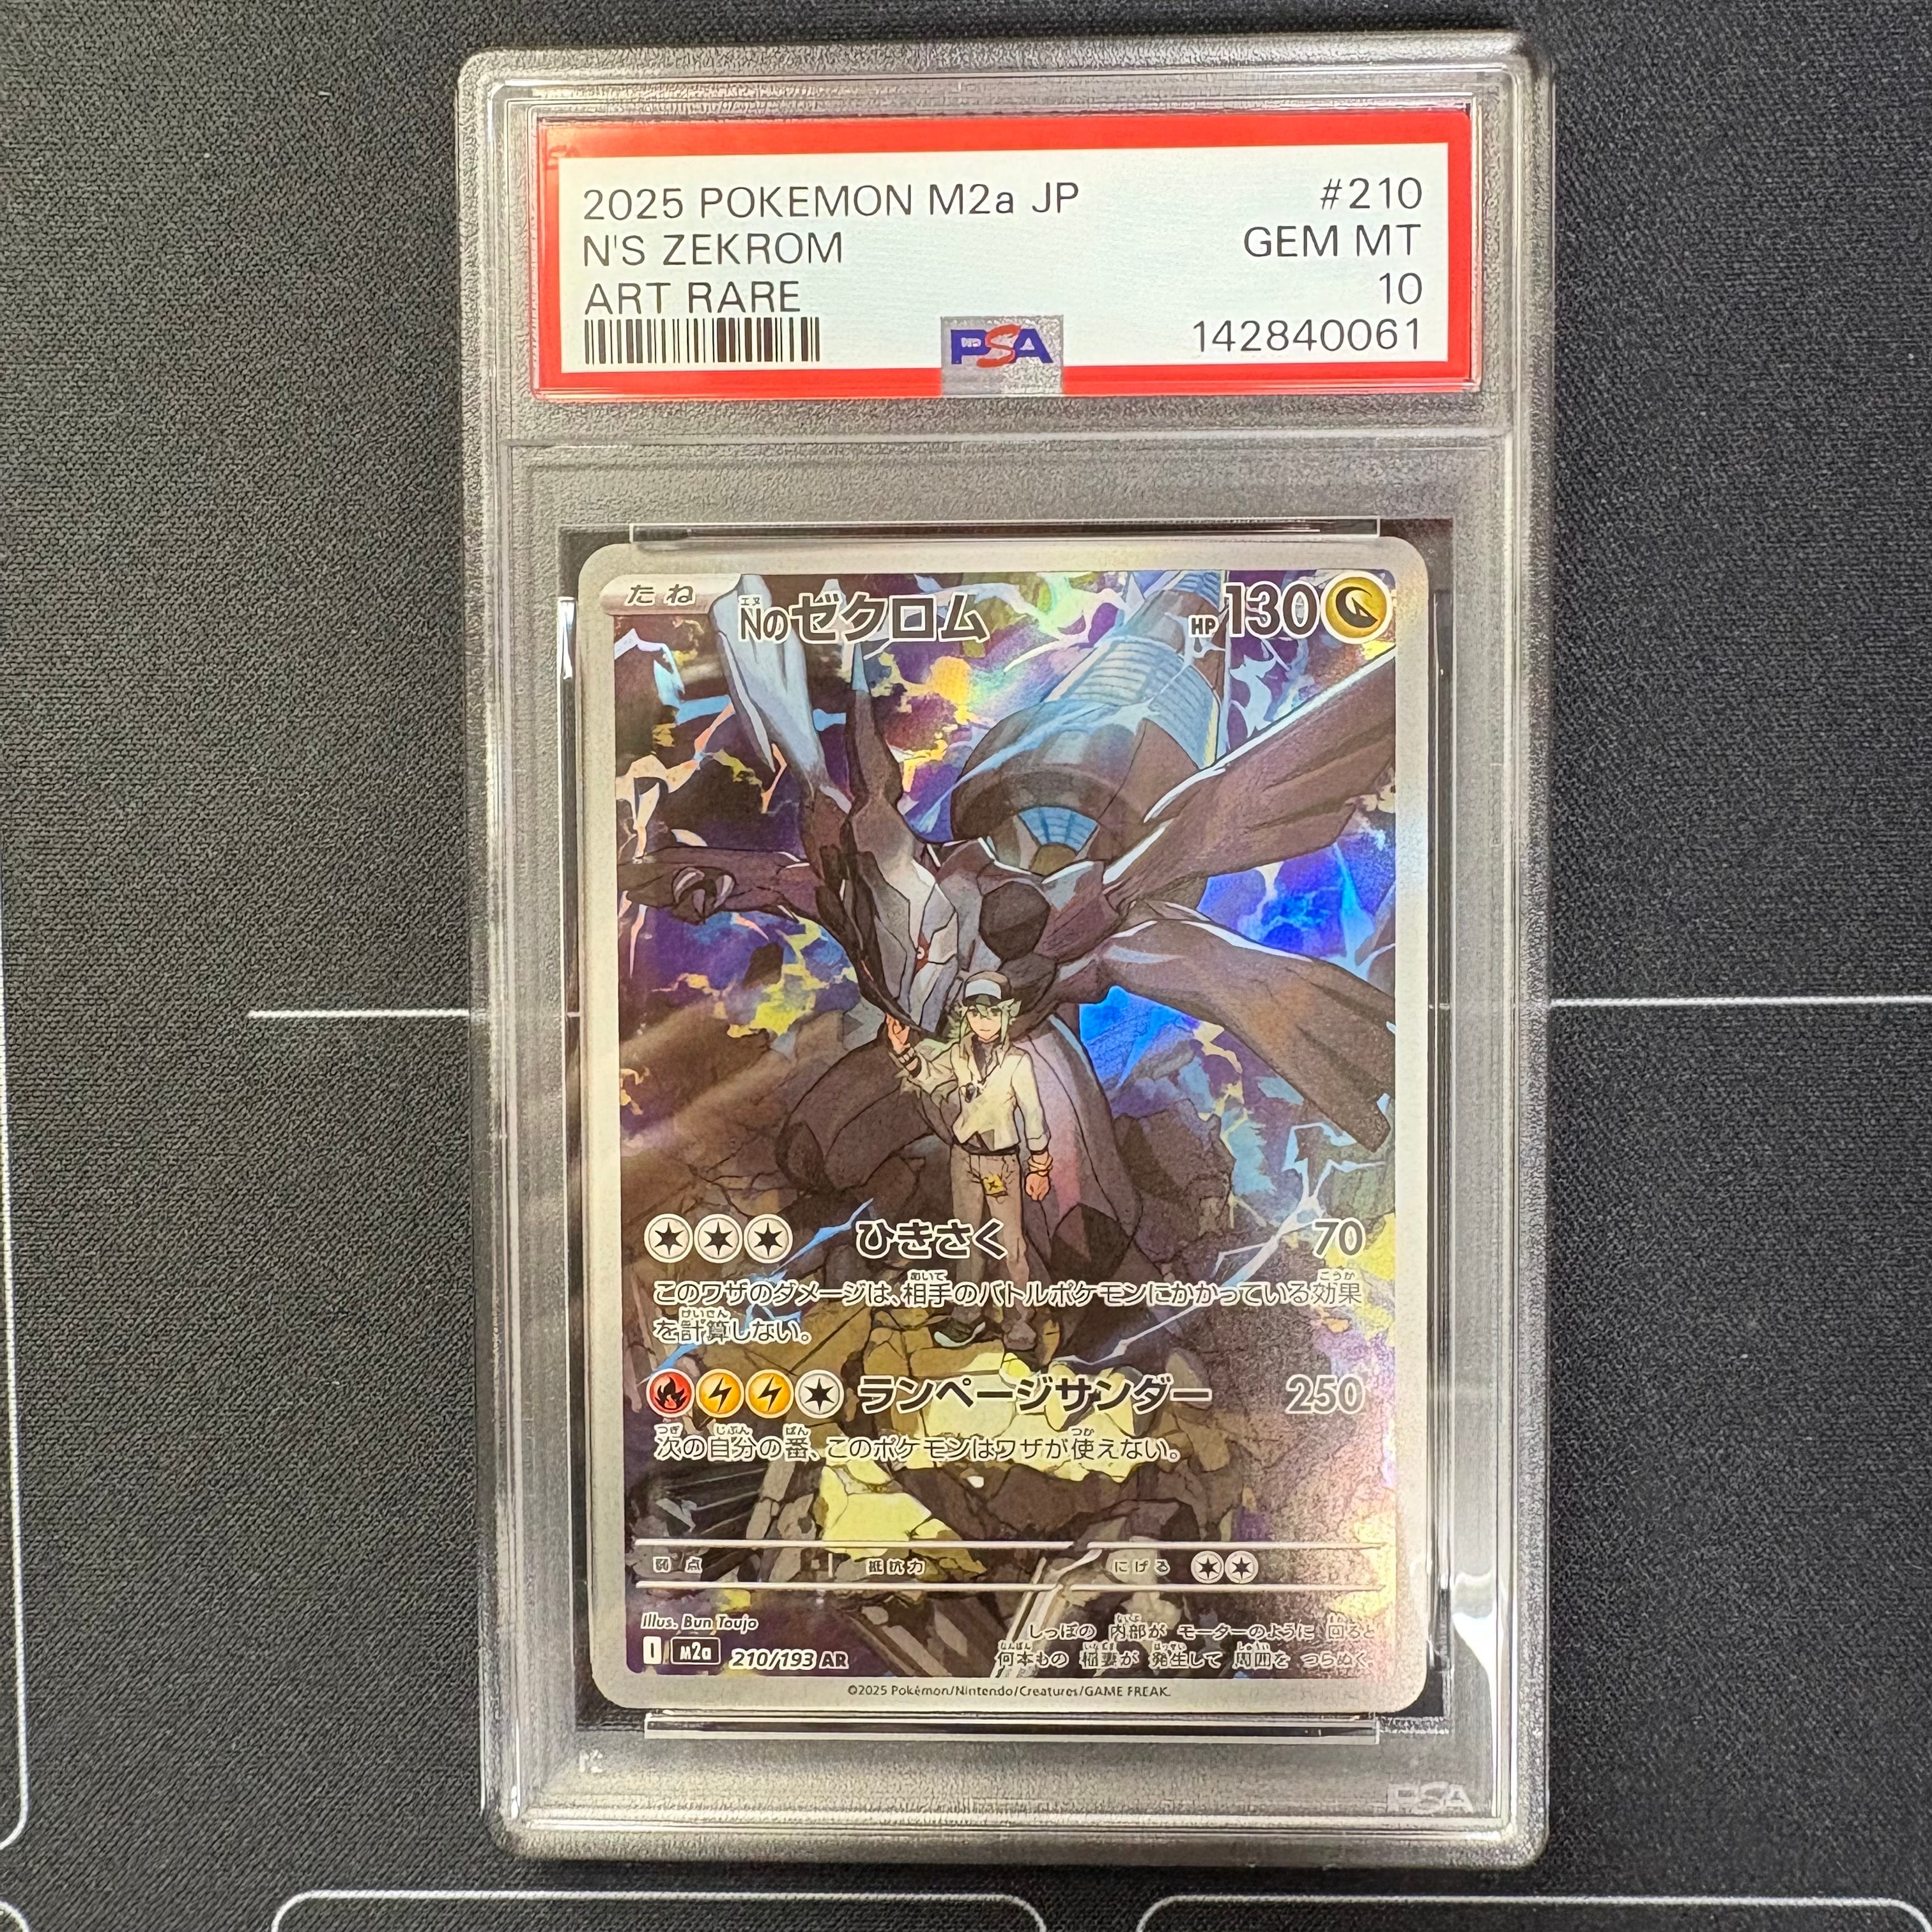 2025 POKEMON M2a JP #210
N'S ZEKROM GEM MT
ART RARE 10
PSA 142840061
たね Nのゼクロム HP 130
エヌ
ひきさく 70
このワザのダメージは、相手のバトルポケモンにかかっている効果
を計算しない。
ランページサンダー 250
次の自分の番、このポケモンはワザが使えない。
弱点 抵抗力 にげる
Illus. Bun Toujo
しっぽの 内部が モーターのように 回ると
I M2a 210/193 AR
何本もの 稲妻が 発生して 周囲を つらぬく。
©2025 Pokémon/Nintendo/Creatures/GAME FREAK.
PSA